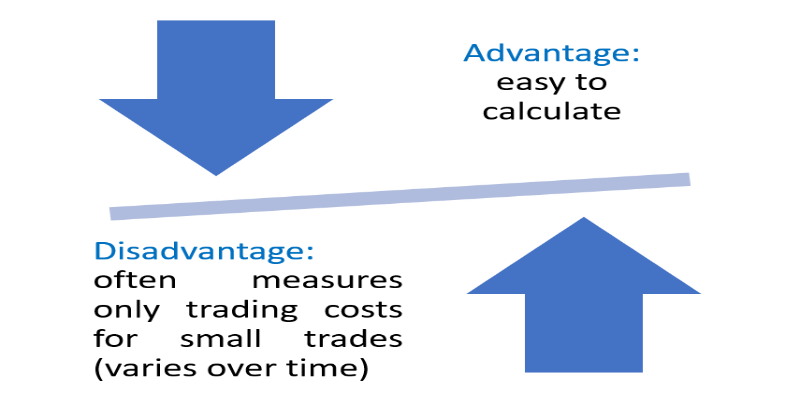 Advantage:
easy to
calculate
Disadvantage:
often measures
only trading costs
for small trades
(varies over time)